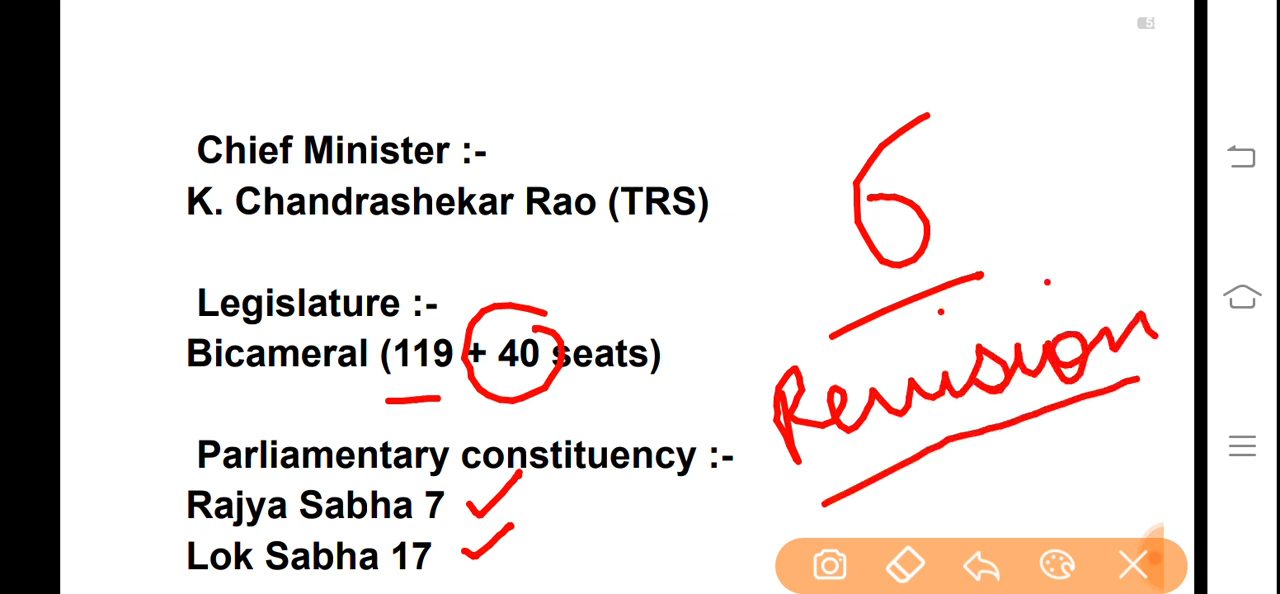 Chief Minister :-
K. Chandrashekar Rao (TRS)
6
Legislature :-
Bicameral (119 + 40 seats)
Revision
Parliamentary constituency :-
Rajya Sabha 7
Lok Sabha 17